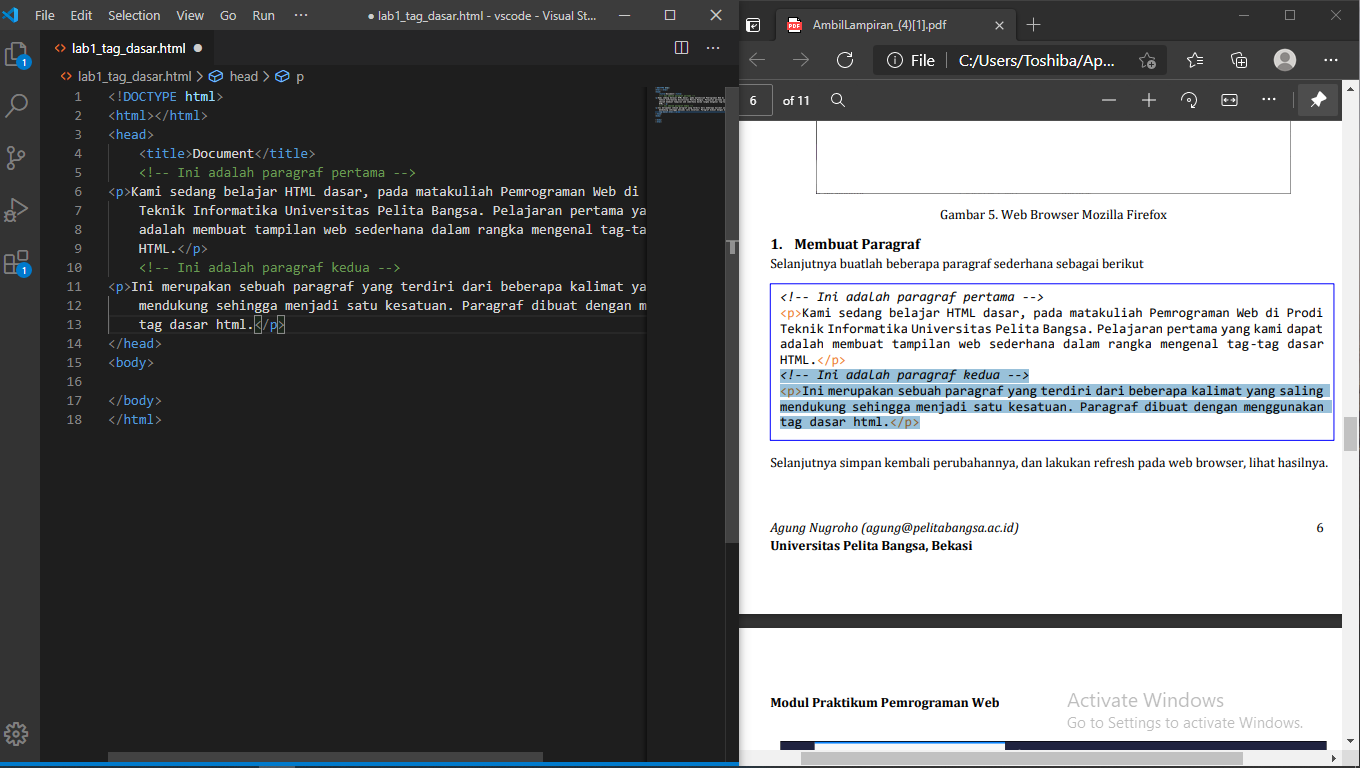 File Edit Selection View Go Run ··· ● lab1_tag_dasar.html - vscode - Visual St...
lab1_tag_dasar.html ●
lab1_tag_dasar.html > head > p
1 <!DOCTYPE html>
2 <html></html>
3 <head>
4 <title>Document</title>
5 <!-- Ini adalah paragraf pertama -->
6 <p>Kami sedang belajar HTML dasar, pada matakuliah Pemrograman Web di
7 Teknik Informatika Universitas Pelita Bangsa. Pelajaran pertama ya
8 adalah membuat tampilan web sederhana dalam rangka mengenal tag-ta
9 HTML.</p>
10 <!-- Ini adalah paragraf kedua -->
11 <p>Ini merupakan sebuah paragraf yang terdiri dari beberapa kalimat ya
12 mendukung sehingga menjadi satu kesatuan. Paragraf dibuat dengan m
13 tag dasar html.</p>
14 </head>
15 <body>
16
17 </body>
18 </html>
1
1
AmbilLampiran_(4)[1].pdf
File C:/Users/Toshiba/Ap...
6 of 11
Gambar 5. Web Browser Mozilla Firefox
1. Membuat Paragraf
Selanjutnya buatlah beberapa paragraf sederhana sebagai berikut
<!-- Ini adalah paragraf pertama -->
<p>Kami sedang belajar HTML dasar, pada matakuliah Pemrograman Web di Prodi
Teknik Informatika Universitas Pelita Bangsa. Pelajaran pertama yang kami dapat
adalah membuat tampilan web sederhana dalam rangka mengenal tag-tag dasar
HTML.</p>
<!-- Ini adalah paragraf kedua -->
<p>Ini merupakan sebuah paragraf yang terdiri dari beberapa kalimat yang saling
mendukung sehingga menjadi satu kesatuan. Paragraf dibuat dengan menggunakan
tag dasar html.</p>
Selanjutnya simpan kembali perubahannya, dan lakukan refresh pada web browser, lihat hasilnya.
Agung Nugroho (agung@pelitabangsa.ac.id) 6
Universitas Pelita Bangsa, Bekasi
Modul Praktikum Pemrograman Web
Activate Windows
Go to Settings to activate Windows.